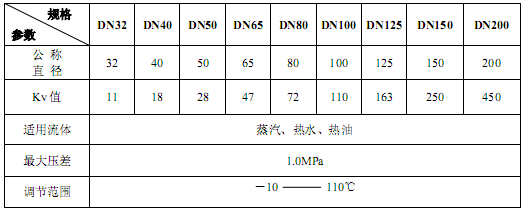 规格
参数
DN32 DN40 DN50 DN65 DN80 DN100 DN125 DN150 DN200
公 称
直 径
32 40 50 65 80 100 125 150 200
Kv 值 11 18 28 47 72 110 163 250 450
适用流体 蒸汽、热水、热油
最大压差 1.0MPa
调节范围 －10 ——— 110℃